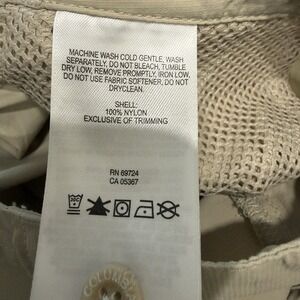 MACHINE WASH COLD GENTLE, WASH
SEPARATELY, DO NOT BLEACH, TUMBLE
DRY LOW, REMOVE PROMPTLY, IRON LOW,
DO NOT USE FABRIC SOFTENER, DO NOT
DRYCLEAN.
SHELL:
100% NYLON
EXCLUSIVE OF TRIMMING
RN 69724
CA 05367
COLUMBIA